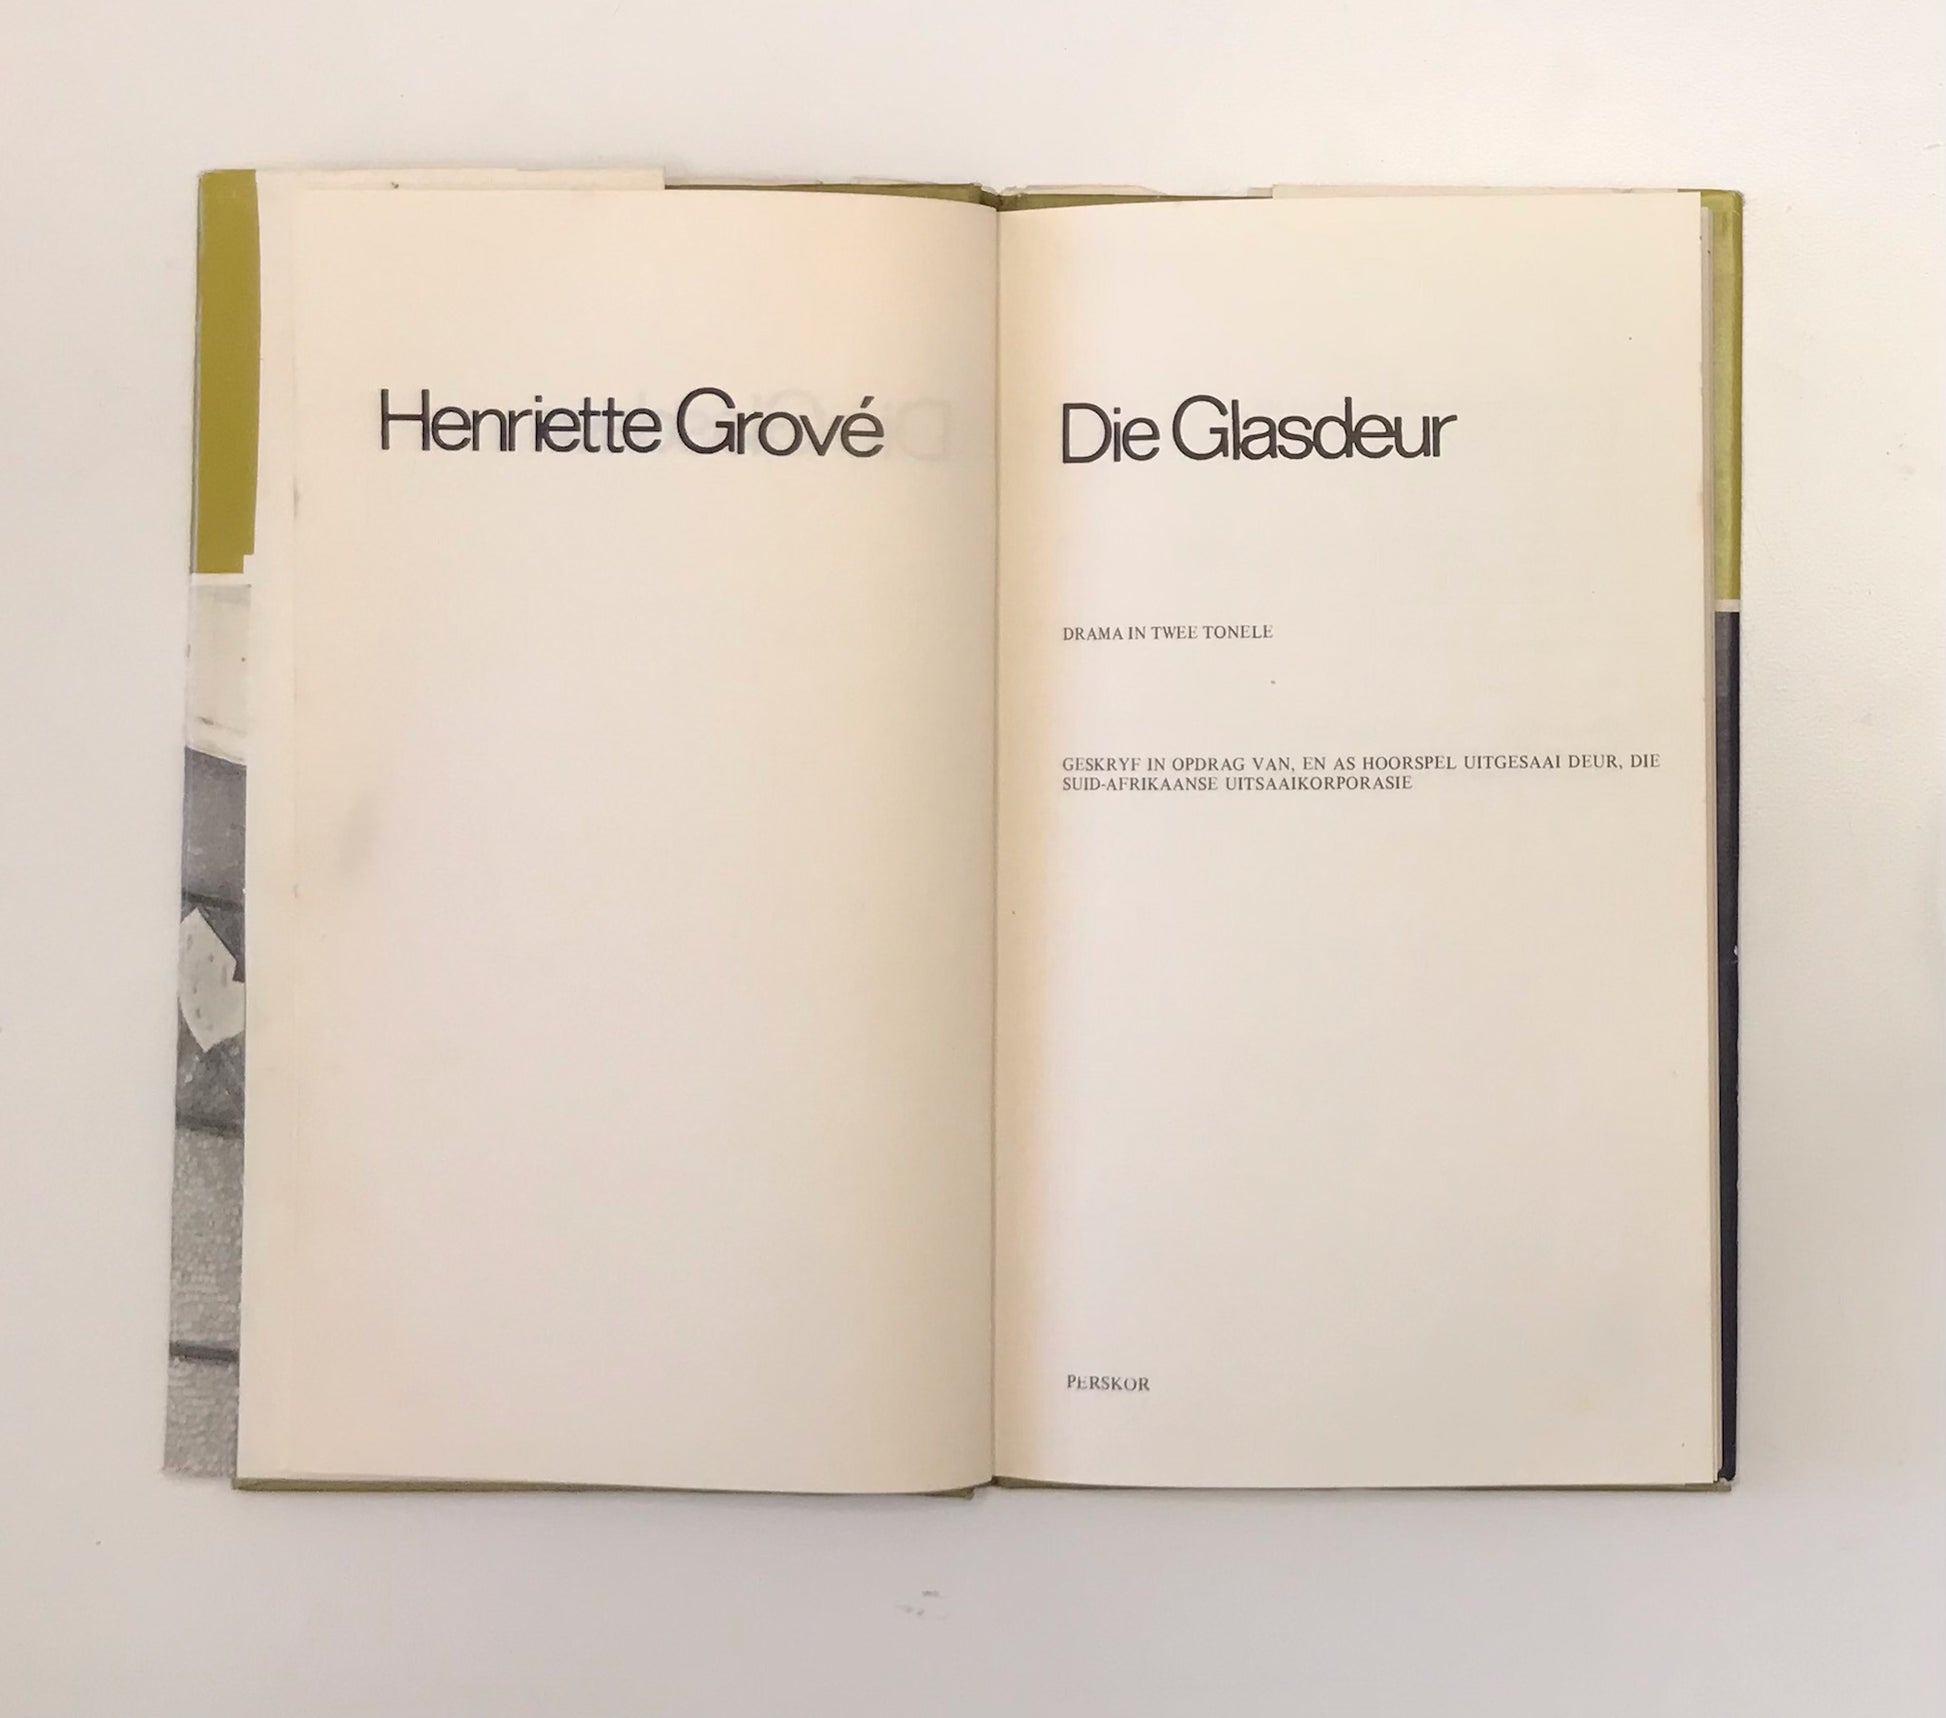 Henriette Grové
Die Glasdeur
DRAMA IN TWEE TONELE
GESKRYF IN OPDRAG VAN, EN AS HOORSPEL UITGESAAI DEUR, DIE
SUID-AFRIKAANSE UITSAAIKORPORASIE
PERSKOR